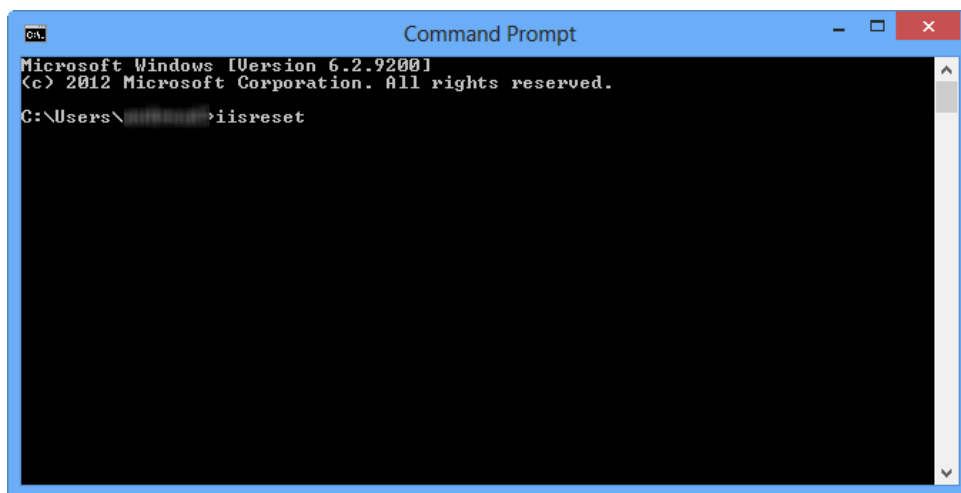 Command Prompt
Microsoft Windows [Version 6.2.9200]
(c) 2012 Microsoft Corporation. All rights reserved.
C:\Users\ >iisreset